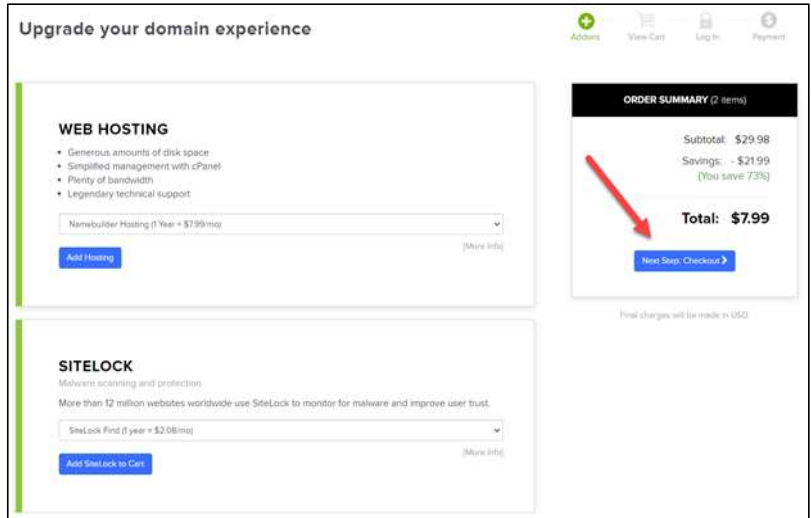 Upgrade your domain experience
Addons
View Cart
Log In
Payment
WEB HOSTING
• Generous amounts of disk space
• Simplified management with cPanel
• Plenty of bandwidth
• Legendary technical support
Namebuilder Hosting (1 Year = $7.99/mo)
[More Info]
Add Hosting
SITELOCK
Malware scanning and protection
More than 12 million websites worldwide use SiteLock to monitor for malware and improve user trust.
SiteLock Find (1 year = $2.08/mo)
[More Info]
Add SiteLock to Cart
ORDER SUMMARY (2 items)
Subtotal: $29.98
Savings: - $21.99
(You save 73%)
Total: $7.99
Next Step: Checkout
Final charges will be made in USD.